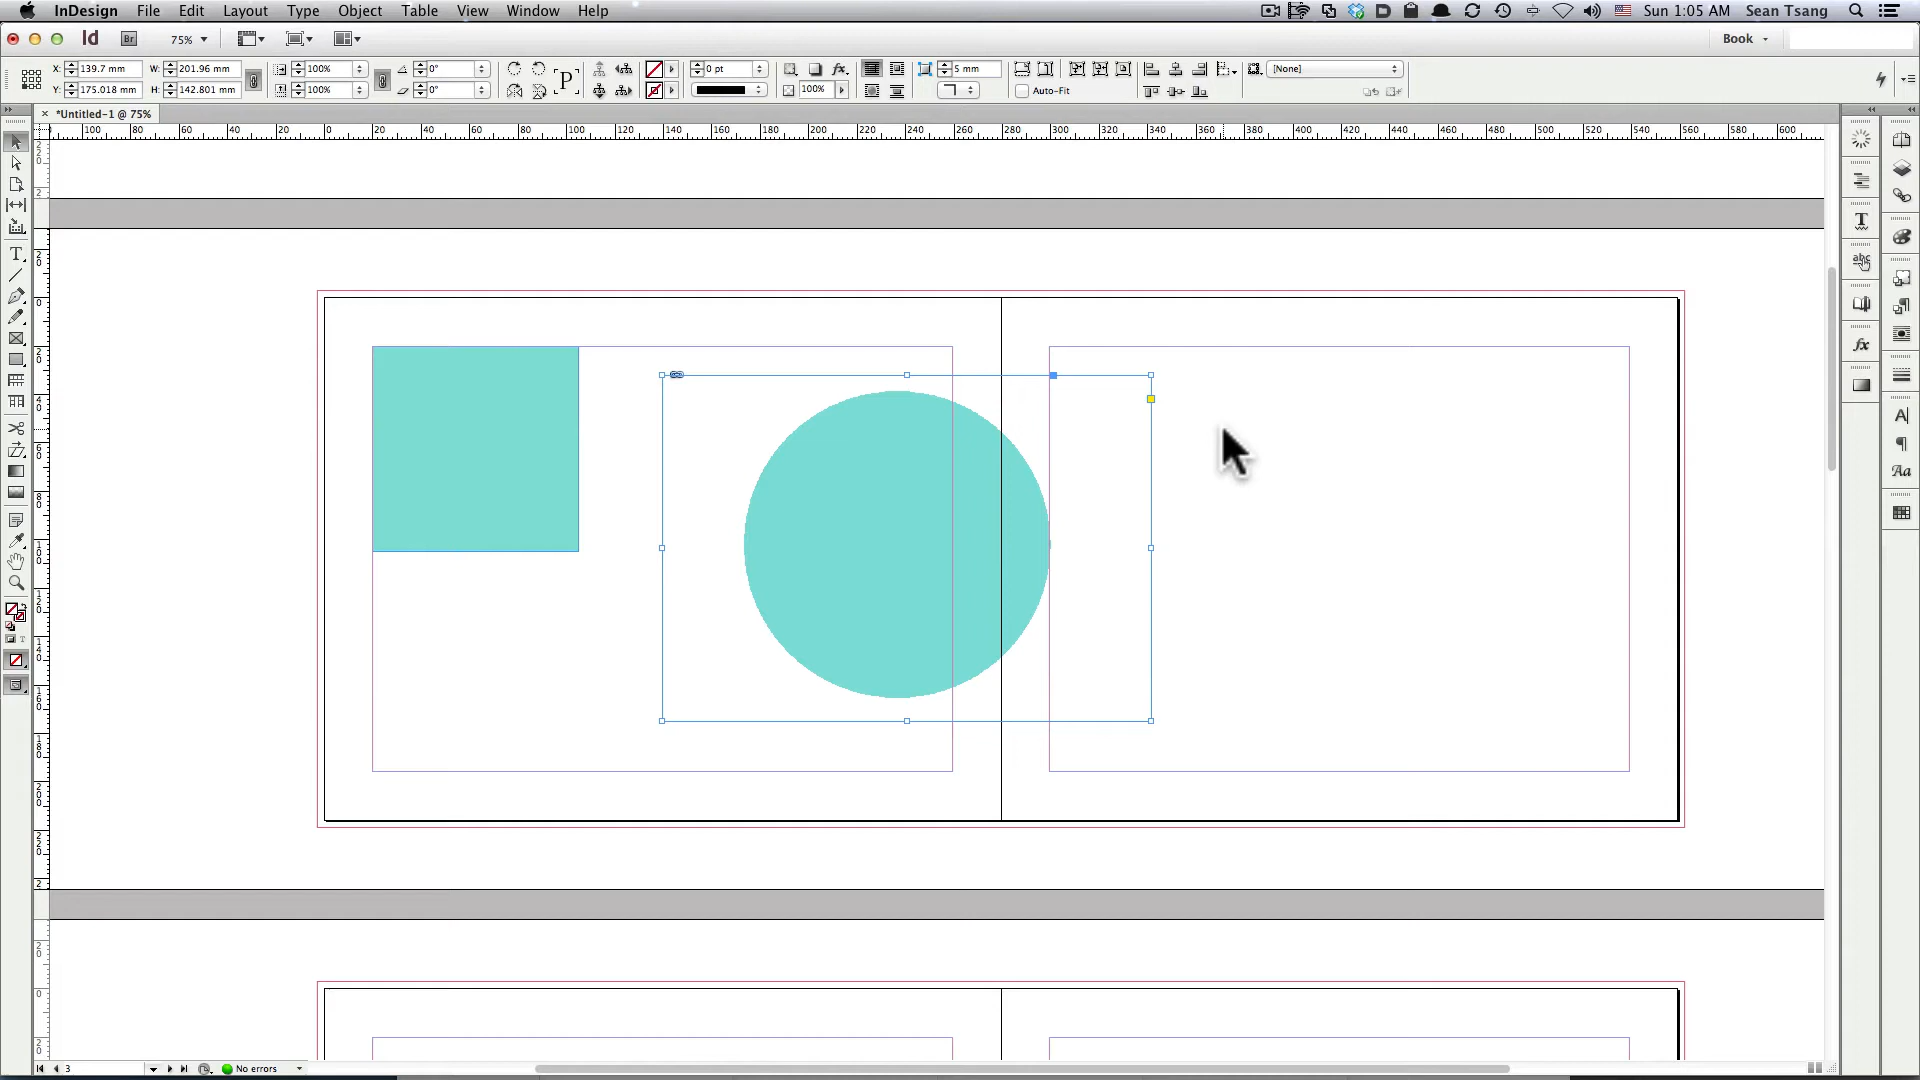 InDesign File Edit Layout Type Object Table View Window Help Sun 1:05 AM Sean Tsang
Id Br 75% Book
X: 139.7 mm W: 201.96 mm 100% 0° P 0 pt fx 5 mm [None]
Y: 175.018 mm H: 142.801 mm 100% 0° 100% Auto-Fit
*Untitled-1 @ 75%
100 80 60 40 20 0 20 40 60 80 100 120 140 160 180 200 220 240 260 280 300 320 340 360 380 400 420 440 460 480 500 520 540 560 580 600
3 No errors